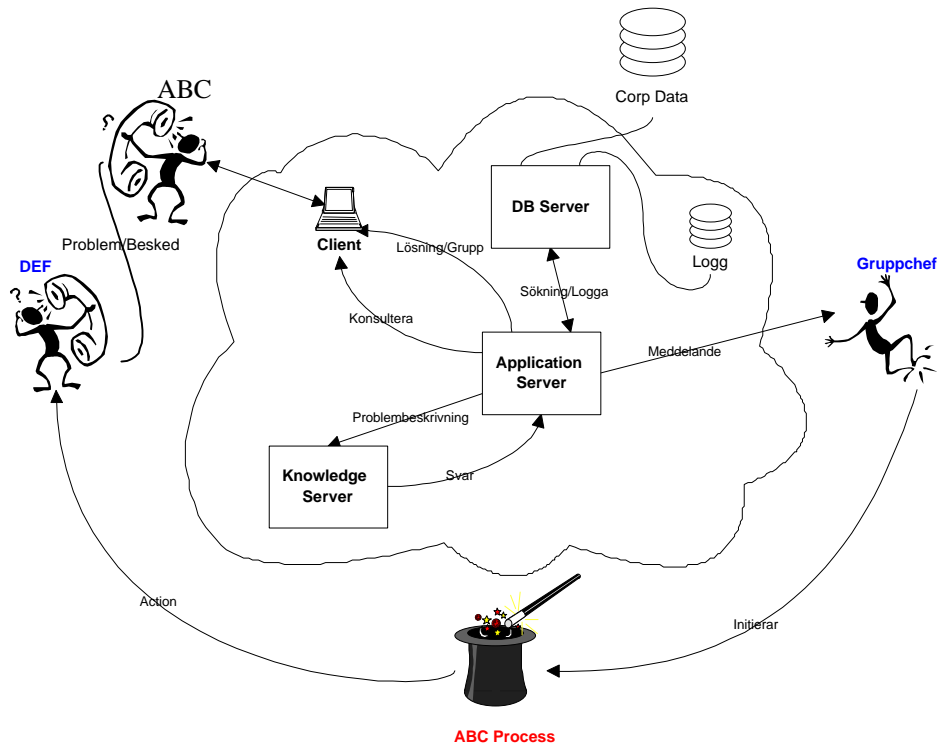 ABC
Corp Data
DB Server
Client
Lösning/Grupp
Problem/Besked
DEF
Logg
Gruppchef
Sökning/Logga
Konsultera
Meddelande
Application
Server
Problembeskrivning
Knowledge
Server
Svar
Action
Initierar
ABC Process
?
?